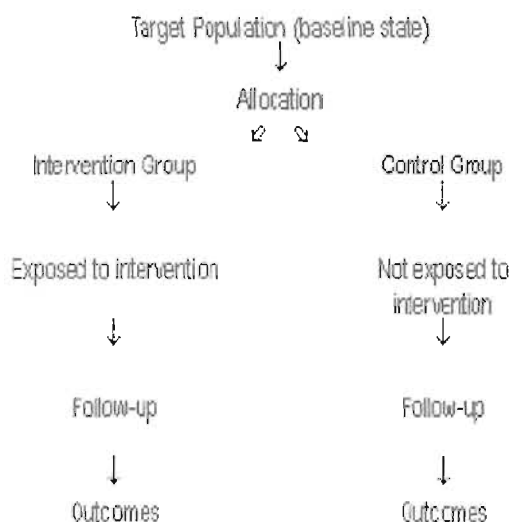 Target Population (baseline state)
Allocation
Intervention Group
Control Group
Exposed to intervention
Not exposed to
intervention
Follow-up
Follow-up
Outcomes
Outcomes